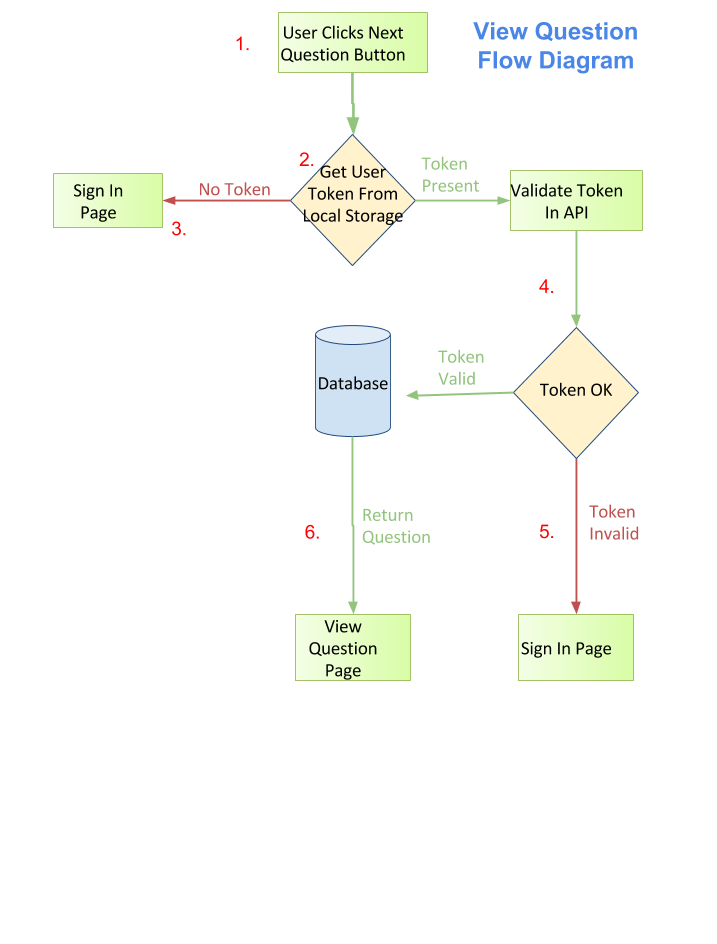 View Question
Flow Diagram
1.
User Clicks Next
Question Button
2.
Get User
Token From
Local Storage
No Token
Sign In
Page
3.
Token
Present
Validate Token
In API
4.
Token OK
Token
Valid
Database
5.
Token
Invalid
Sign In Page
6.
Return
Question
View
Question
Page